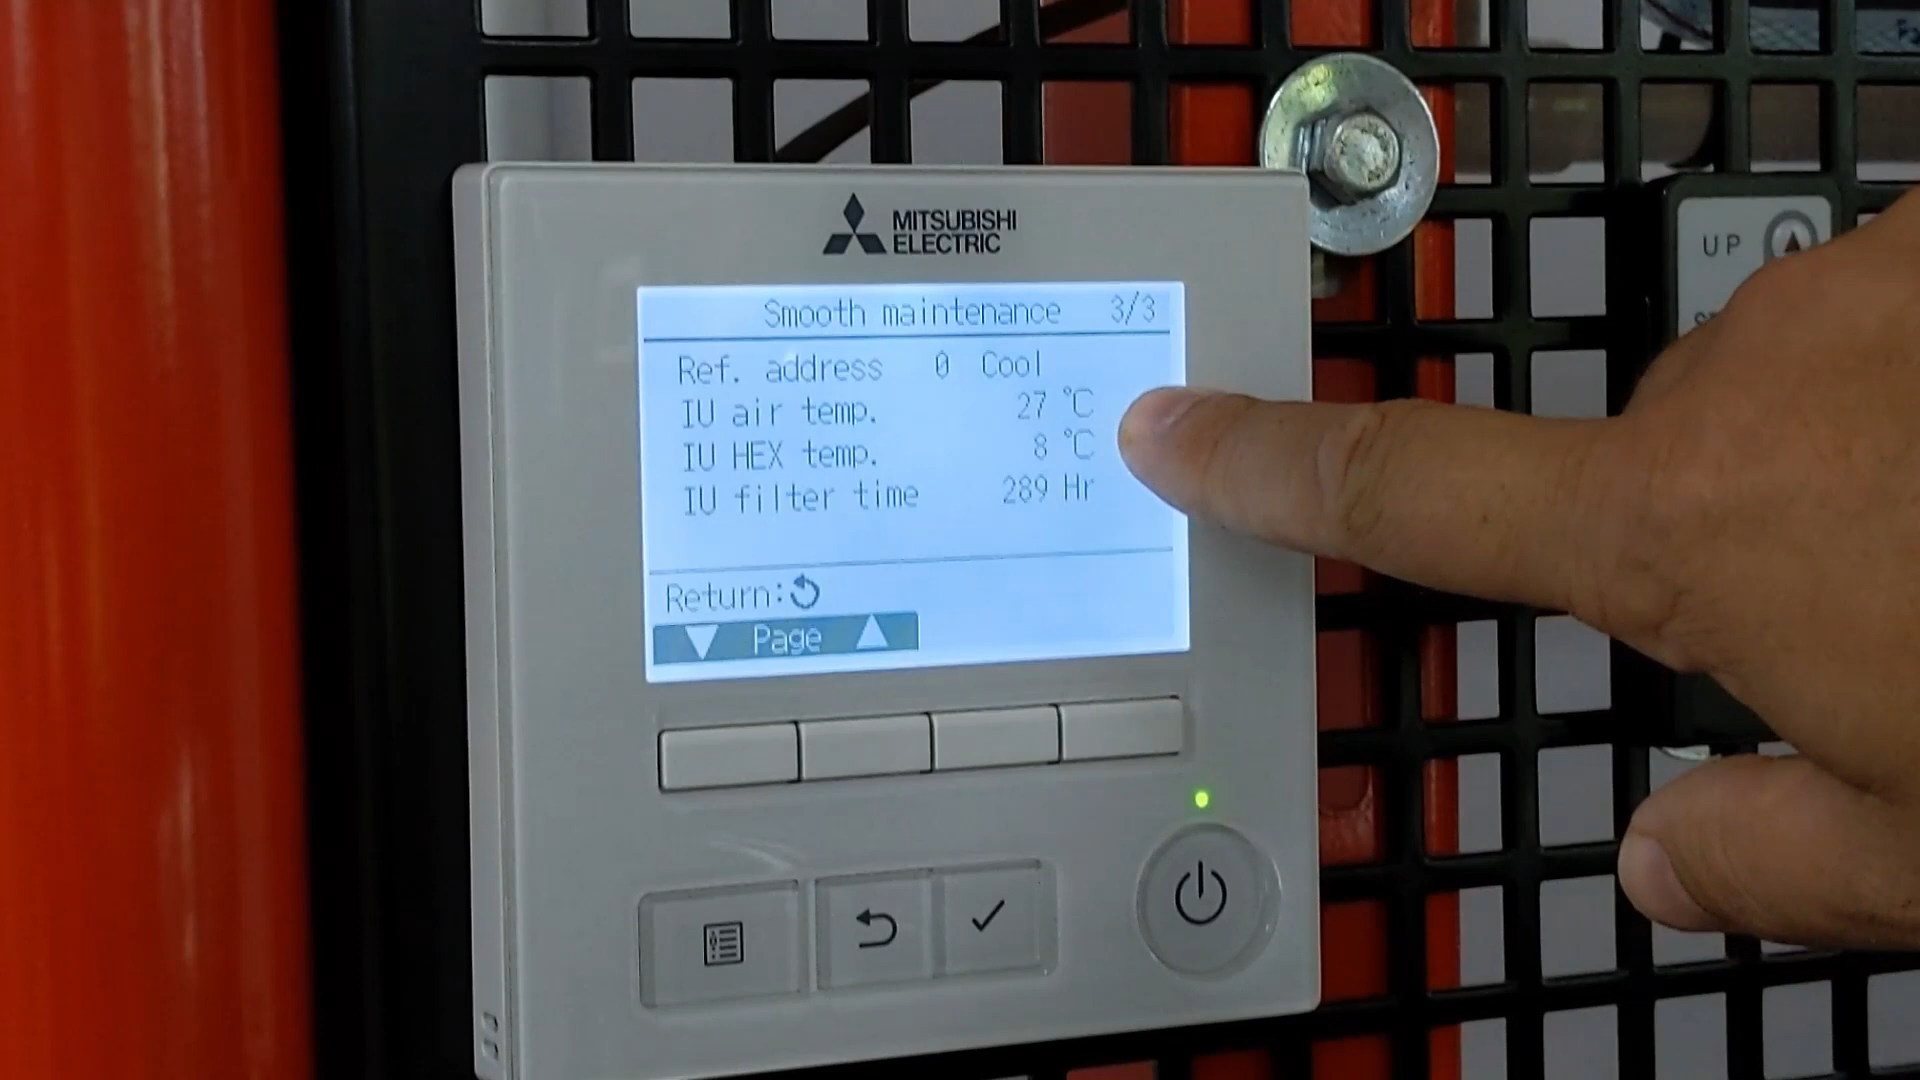 MITSUBISHI
ELECTRIC
Smooth maintenance 3/3
Ref. address 0 Cool
IU air temp. 27 ℃
IU HEX temp. 8 ℃
IU filter time 289 Hr
Return:
Page
UP